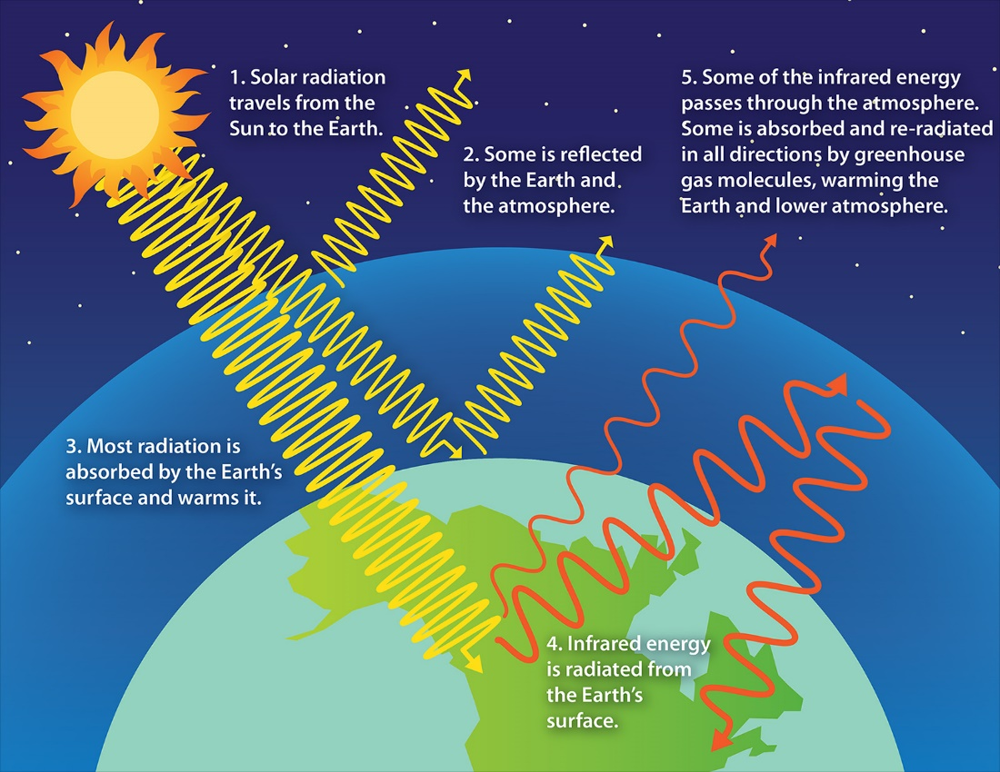 1. Solar radiation
travels from the
Sun to the Earth.
2. Some is reflected
by the Earth and
the atmosphere.
5. Some of the infrared energy
passes through the atmosphere.
Some is absorbed and re-radiated
in all directions by greenhouse
gas molecules, warming the
Earth and lower atmosphere.
3. Most radiation is
absorbed by the Earth’s
surface and warms it.
4. Infrared energy
is radiated from
the Earth’s
surface.